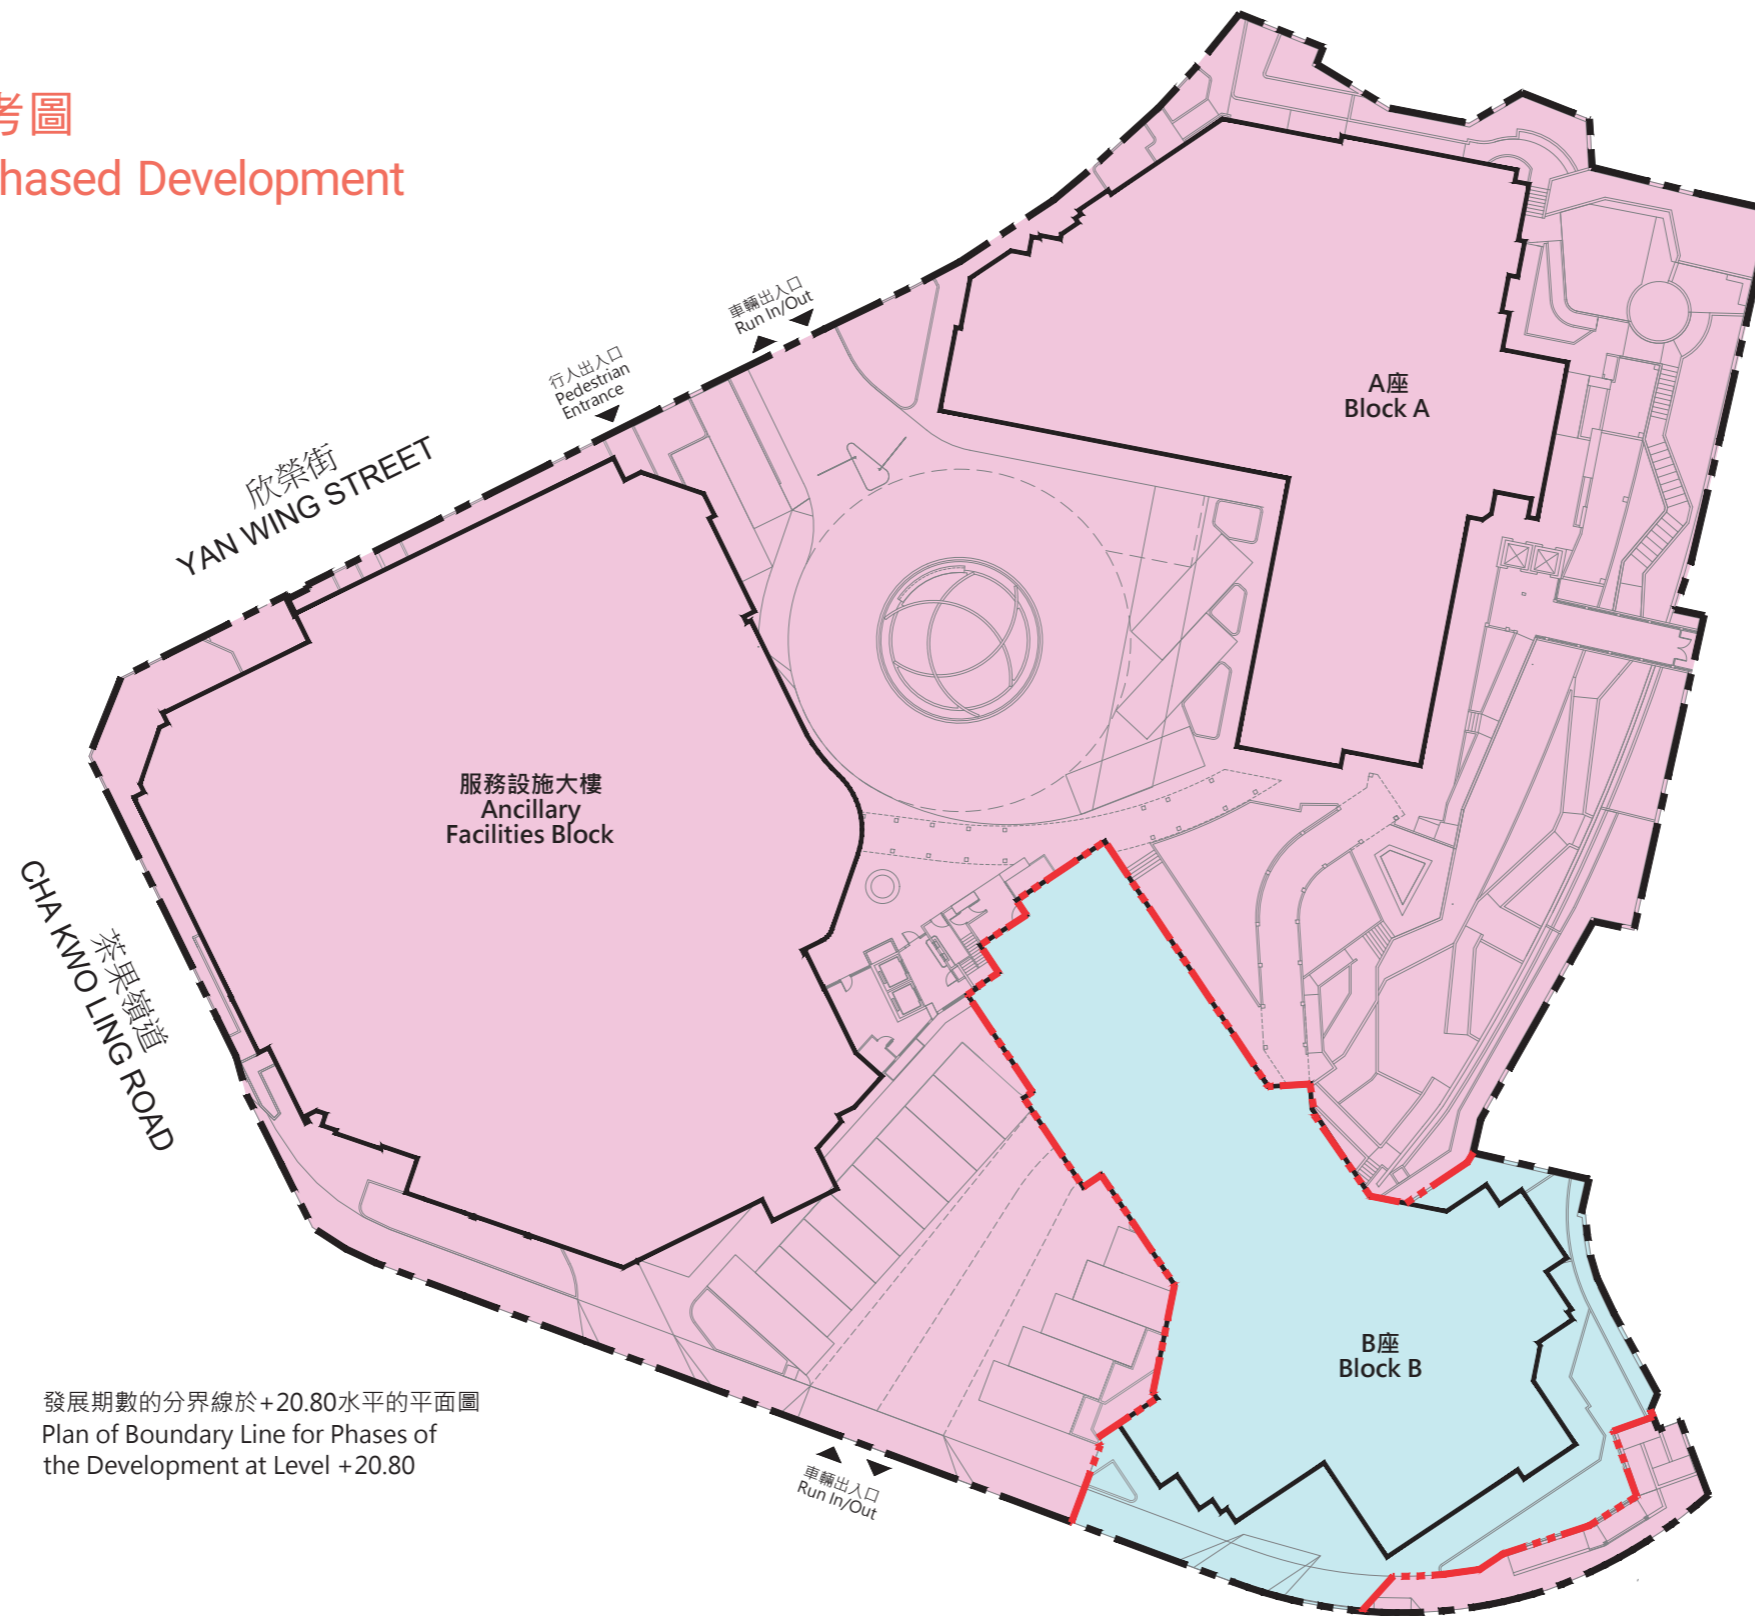 考圖
hased Development
車輛出入口
Run In/Out
行人出入口
Pedestrian
Entrance
欣榮街
YAN WING STREET
A座
Block A
服務設施大樓
Ancillary
Facilities Block
茶果嶺道
CHA KWO LING ROAD
B座
Block B
發展期數的分界線於+20.80水平的平面圖
Plan of Boundary Line for Phases of
the Development at Level +20.80
車輛出入口
Run In/Out